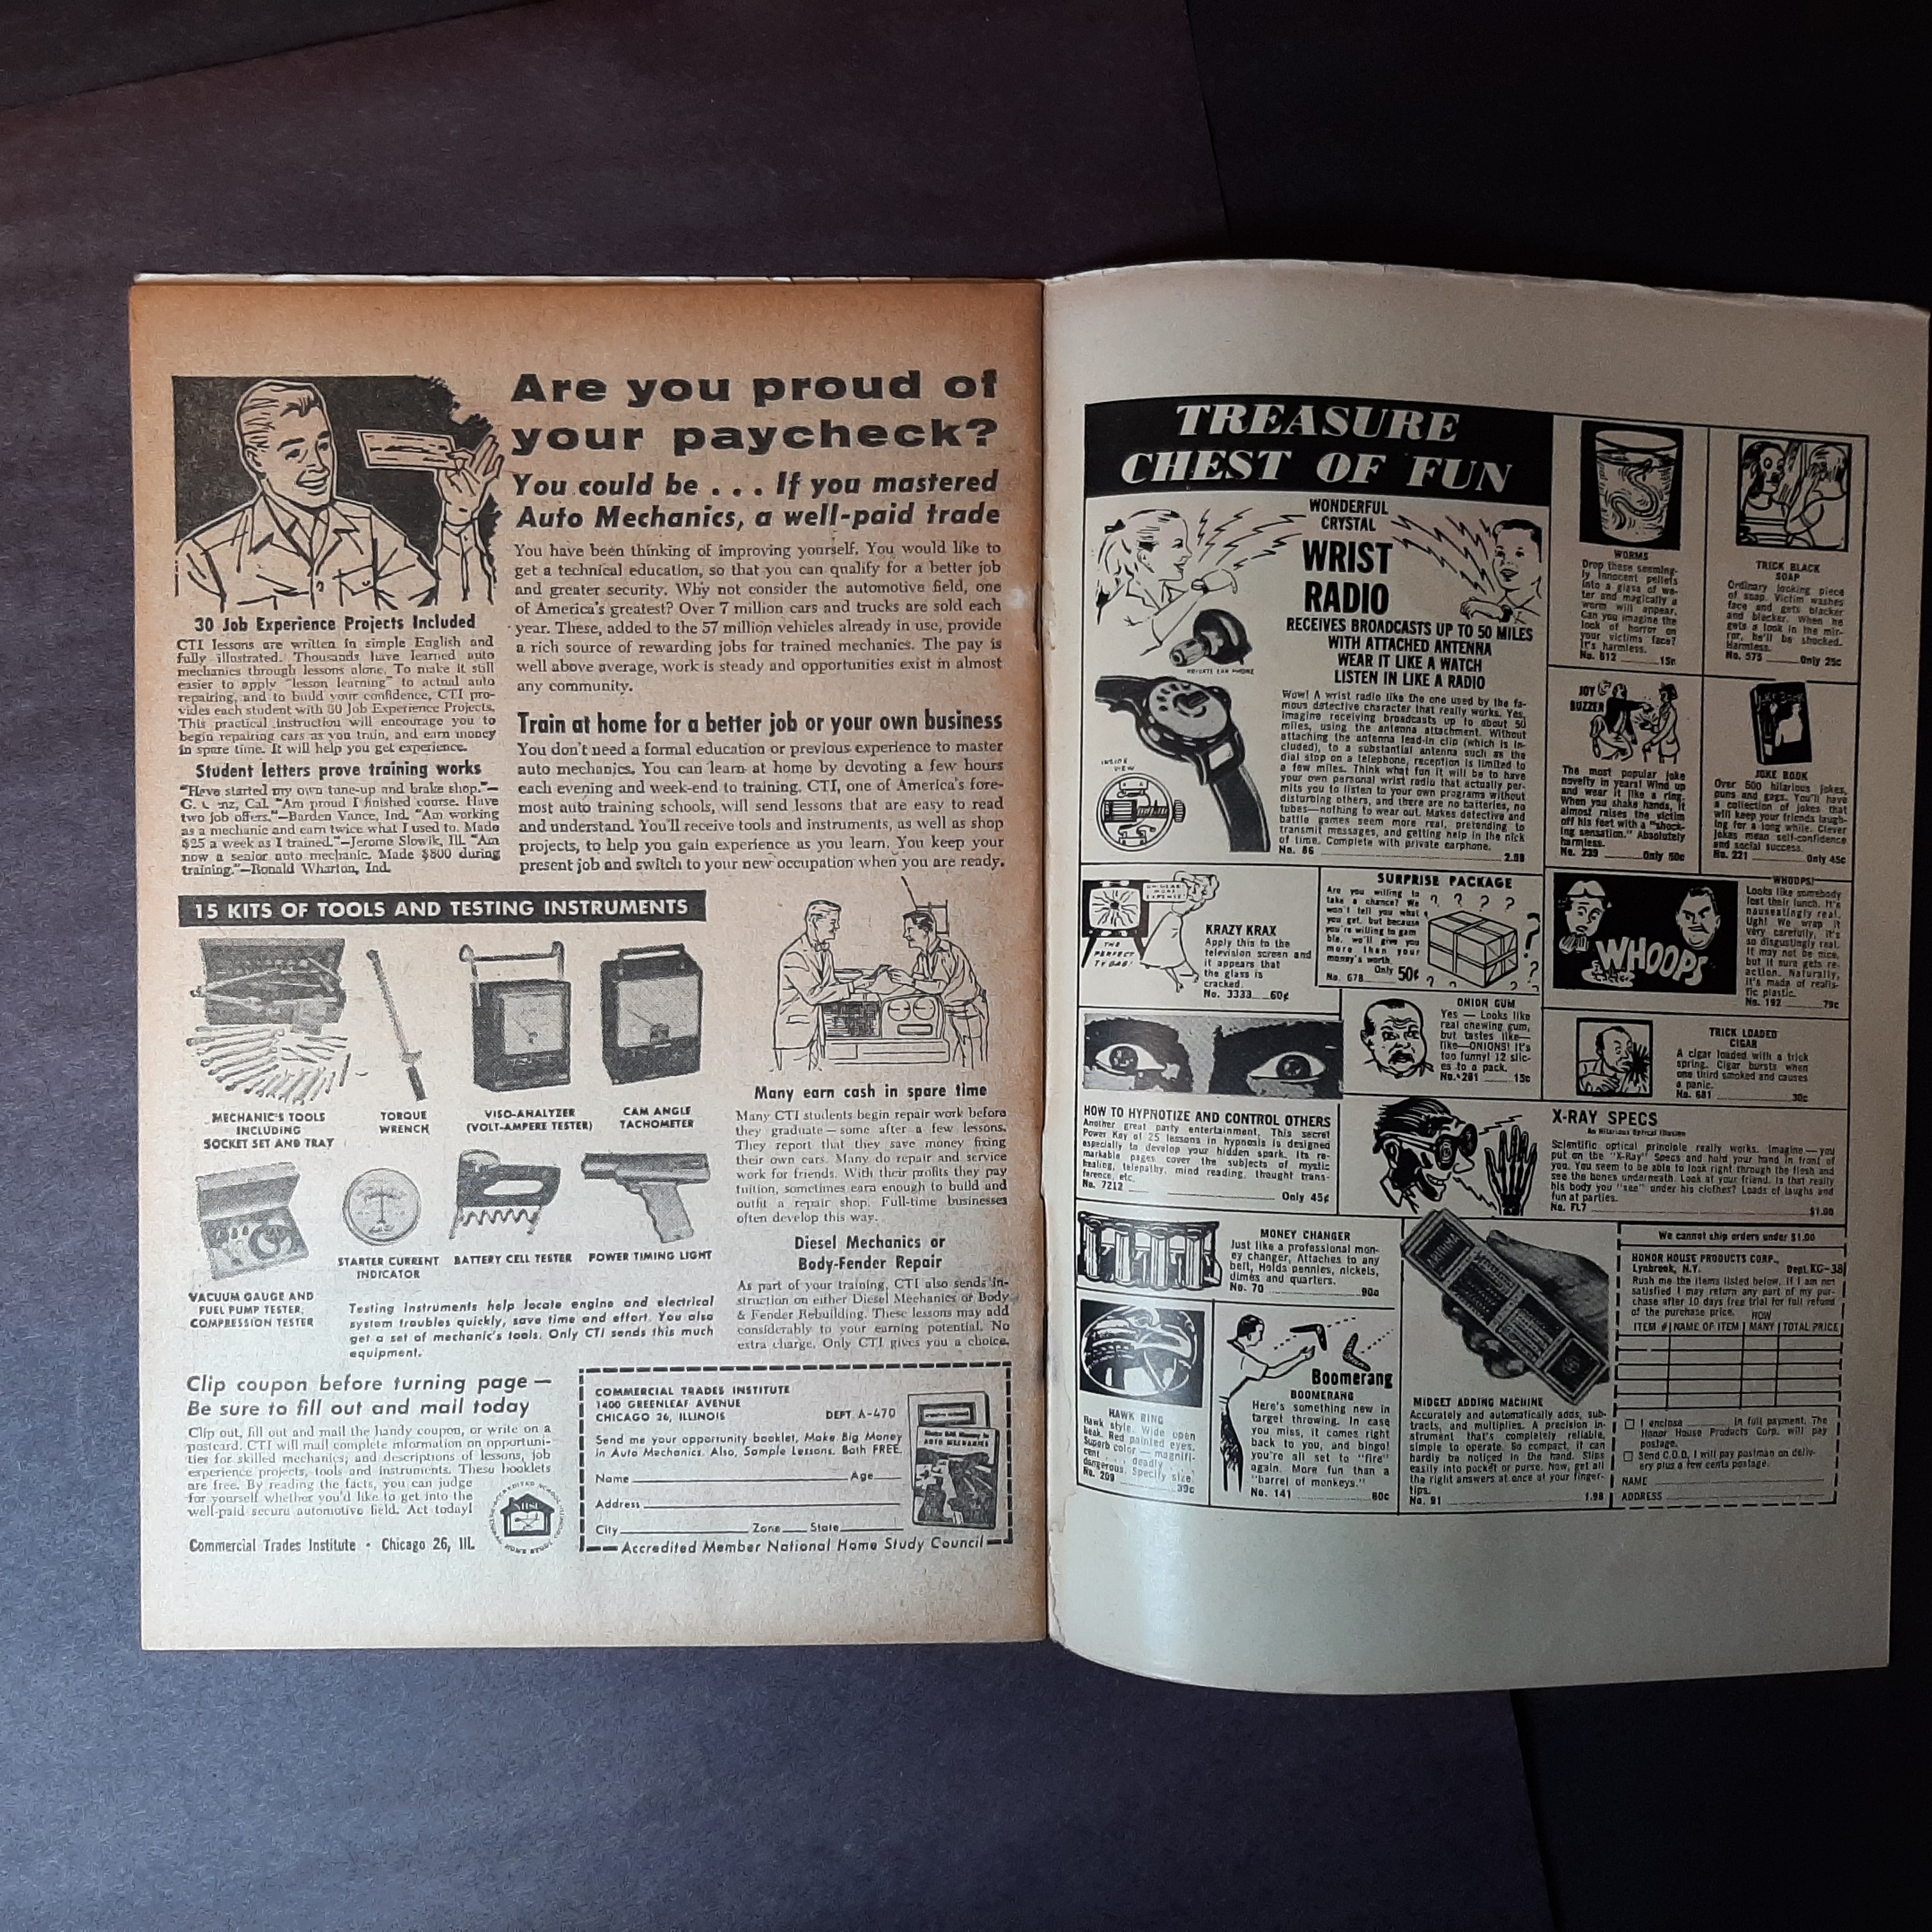 Are you proud of
your paycheck?
You could be . . . If you mastered
Auto Mechanics, a well-paid trade
You have been thinking of improving yourself. You would like to
get a technical education, so that you can qualify for a better job
and greater security. Why not consider the automotive field, one
of America's greatest? Over 7 million cars and trucks are sold each
year. These, added to the 57 million vehicles already in use, provide
a rich source of rewarding jobs for trained mechanics. The pay is
well above average, work is steady and opportunities exist in almost
any community.
Train at home for a better job or your own business
You don't need a formal education or previous experience to master
auto mechanics. You can learn at home by devoting a few hours
each evening and week-end to training. CTI, one of America's fore-
most auto training schools, will send lessons that are easy to read
and understand. You'll receive tools and instruments, as well as shop
projects, to help you gain experience as you learn. You keep your
present job and switch to your new occupation when you are ready.
30 Job Experience Projects Included
CTI lessons are written in simple English and
fully illustrated. Thousands have learned auto
mechanics through lessons alone. To make it still
easier to apply "lesson learning" to actual auto
repairing, and to build your confidence, CTI pro-
vides each student with 30 Job Experience Projects.
This practical instruction will encourage you to
begin repairing cars as you train, and earn money
in spare time. It will help you get experience.
Student letters prove training works
"Have started my own tune-up and brake shop."—
Cal. "Am proud I finished course. Have
two job offers."—Barden Vance, Ind. "Am working
as a mechanic and earn twice what I used to. Made
$25 a week as I trained."—Jerome Slowik, Ill. "Am
now a senior auto mechanic. Made $800 during
training."—Ronald Wharton, Ind.
15 KITS OF TOOLS AND TESTING INSTRUMENTS
MECHANIC'S TOOLS
INCLUDING
SOCKET SET AND TRAY
TORQUE
WRENCH
VISO-ANALYZER
(VOLT-AMPERE TESTER)
CAM ANGLE
TACHOMETER
VACUUM GAUGE AND
FUEL PUMP TESTER,
COMPRESSION TESTER
STARTER CURRENT
INDICATOR
BATTERY CELL TESTER
POWER TIMING LIGHT
Testing instruments help locate engine and electrical
system troubles quickly, save time and effort. You also
get a set of mechanic's tools. Only CTI sends this much
equipment.
Many earn cash in spare time
Many CTI students begin repair work before
they graduate—some after a few lessons.
They report that they save money fixing
their own cars. Many do repair and service
work for friends. With their profits they pay
tuition, sometimes earn enough to build and
outfit a repair shop. Full-time businesses
often develop this way.
Diesel Mechanics or
Body-Fender Repair
As part of your training, CTI also sends in-
struction on either Diesel Mechanics or Body
& Fender Rebuilding. These lessons may add
considerably to your earning potential. No
extra charge. Only CTI gives you a choice.
Clip coupon before turning page —
Be sure to fill out and mail today
Clip out, fill out and mail the handy coupon, or write on a
postcard. CTI will mail complete information on opportuni-
ties for skilled mechanics; and descriptions of lessons, job
experience projects, tools and instruments. These booklets
are free. By reading the facts, you can judge
for yourself whether you'd like to get into the
well-paid secure automotive field. Act today!
Commercial Trades Institute · Chicago 26, Ill.
COMMERCIAL TRADES INSTITUTE
1400 GREENLEAF AVENUE
CHICAGO 26, ILLINOIS DEPT. A-470
Send me your opportunity booklet, Make Big Money
in Auto Mechanics. Also, Sample Lessons. Both FREE.
Name Age
Address
City Zone State
Accredited Member National Home Study Council
TREASURE
CHEST OF FUN
WONDERFUL
CRYSTAL
WRIST
RADIO
RECEIVES BROADCASTS UP TO 50 MILES
WITH ATTACHED ANTENNA
WEAR IT LIKE A WATCH
LISTEN IN LIKE A RADIO
PRIVATE EAR PHONE
INSIDE
VIEW
Wow! A wrist radio like the one used by the fa-
mous detective character that really works. Yes,
imagine receiving broadcasts up to about 50
miles, using the antenna attachment. Without
attaching the antenna lead-in clip (which is in-
cluded), to a substantial antenna such as the
dial stop on a telephone, reception is limited to
a few miles. Think what fun it will be to have
your own personal wrist radio that actually per-
mits you to listen to your own programs without
disturbing others, and there are no batteries, no
tubes—nothing to wear out. Makes detective and
battle games seem more real, pretending to
transmit messages, and getting help in the nick
of time. Complete with private earphone.
No. 86 2.98
WORMS
Drop these seeming-
ly innocent pellets
into a glass of wa-
ter and magically a
worm will appear.
Can you imagine the
look of horror on
your victims face?
It's harmless.
No. 612 15c
TRICK BLACK
SOAP
Ordinary looking piece
of soap. Victim washes
face and gets blacker
and blacker. When he
gets a look in the mir-
ror, he'll be shocked.
Harmless.
No. 575 Only 25c
JOY
BUZZER
The most popular joke
novelty in years! Wind up
and wear it like a ring.
When you shake hands, it
almost raises the victim
off his feet with a "shock-
ing sensation." Absolutely
harmless.
No. 239 Only 50c
JOKE BOOK
Over 500 hilarious jokes,
puns and gags. You'll have
a collection of jokes that
will keep your friends laugh-
ing for a long while. Clever
jokes mean self-confidence
and social success.
No. 221 Only 45c
THE
PERFECT
TV GAG!
KRAZY KRAX
Apply this to the
television screen and
it appears that
the glass is
cracked.
No. 3333 60¢
SURPRISE PACKAGE
Are you willing to
take a chance? We
won't tell you what
you get, but because
you're willing to gam
ble, we'll give you
more than your
money's worth.
Only
No. 678 50¢
WHOOPS!
WHOOPS
Looks like somebody
lost their lunch. It's
nauseatingly real.
Ugh! We wrap it
very carefully, it's
so disgustingly real.
It may not be nice,
but it sure gets re-
action. Naturally,
it's made of realis-
tic plastic.
No. 192 79c
ONION GUM
Yes — Looks like
real chewing gum,
but tastes like—
like—ONIONS! It's
too funny! 12 slic-
es to a pack.
No. 281 15c
TRICK LOADED
CIGAR
A cigar loaded with a trick
spring. Cigar bursts when
one third smoked and causes
a panic.
No. 681 30c
HOW TO HYPNOTIZE AND CONTROL OTHERS
Another great party entertainment. This secret
Power Key of 25 lessons in hypnosis is designed
especially to develop your hidden spark. Its re-
markable pages cover the subjects of mystic
healing, telepathy, mind reading, thought trans-
ference, etc.
No. 7212 Only 45¢
X-RAY SPECS
An Hilarious Optical Illusion
Scientific optical principle really works. Imagine—you
put on the "X-Ray" Specs and hold your hand in front of
you. You seem to be able to look right through the flesh and
see the bones underneath. Look at your friend. Is that really
his body you "see" under his clothes? Loads of laughs and
fun at parties.
No. FL7 $1.00
MONEY CHANGER
Just like a professional mon-
ey changer, Attaches to any
belt, Holds pennies, nickels,
dimes and quarters.
No. 70 90c
HAWK RING
Hawk style. Wide open
beak. Red painted eyes.
Superb color — magnifi-
cent . . . deadly . . .
dangerous. Specify size.
No. 209 39c
Boomerang
BOOMERANG
Here's something new in
target throwing. In case
you miss, it comes right
back to you, and bingo!
you're all set to "fire"
again. More fun than a
"barrel of monkeys."
No. 141 60c
ARITHMA
MIDGET ADDING MACHINE
Accurately and automatically adds, sub-
tracts, and multiplies. A precision in-
strument that's completely reliable,
simple to operate. So compact, it can
hardly be noticed in the hand. Slips
easily into pocket or purse. Now, get all
the right answers at once at your finger-
tips.
No. 91 1.98
We cannot ship orders under $1.00
HONOR HOUSE PRODUCTS CORP.,
Lynbrook, N.Y. Dept. KG-38
Rush me the items listed below. If I am not
satisfied I may return any part of my pur-
chase after 10 days free trial for full refund
of the purchase price.
HOW
ITEM # NAME OF ITEM MANY TOTAL PRICE
I enclose in full payment. The
Honor House Products Corp. will pay
postage.
Send C.O.D. I will pay postman on deliv-
ery plus a few cents postage.
NAME
ADDRESS